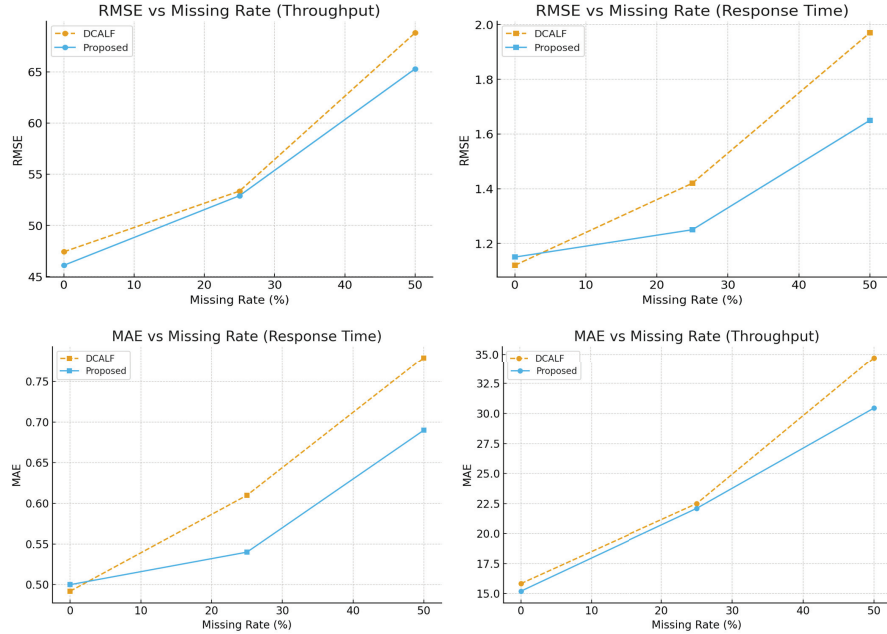 RMSE vs Missing Rate (Throughput)
DCALF
Proposed
65
60
55
50
45
RMSE
0
10
20
30
40
50
Missing Rate (%)
RMSE vs Missing Rate (Response Time)
DCALF
Proposed
2.0
1.8
1.6
1.4
1.2
RMSE
0
10
20
30
40
50
Missing Rate (%)
MAE vs Missing Rate (Response Time)
DCALF
Proposed
0.75
0.70
0.65
0.60
0.55
0.50
MAE
0
10
20
30
40
50
Missing Rate (%)
MAE vs Missing Rate (Throughput)
DCALF
Proposed
35.0
32.5
30.0
27.5
25.0
22.5
20.0
17.5
15.0
MAE
0
10
20
30
40
50
Missing Rate (%)